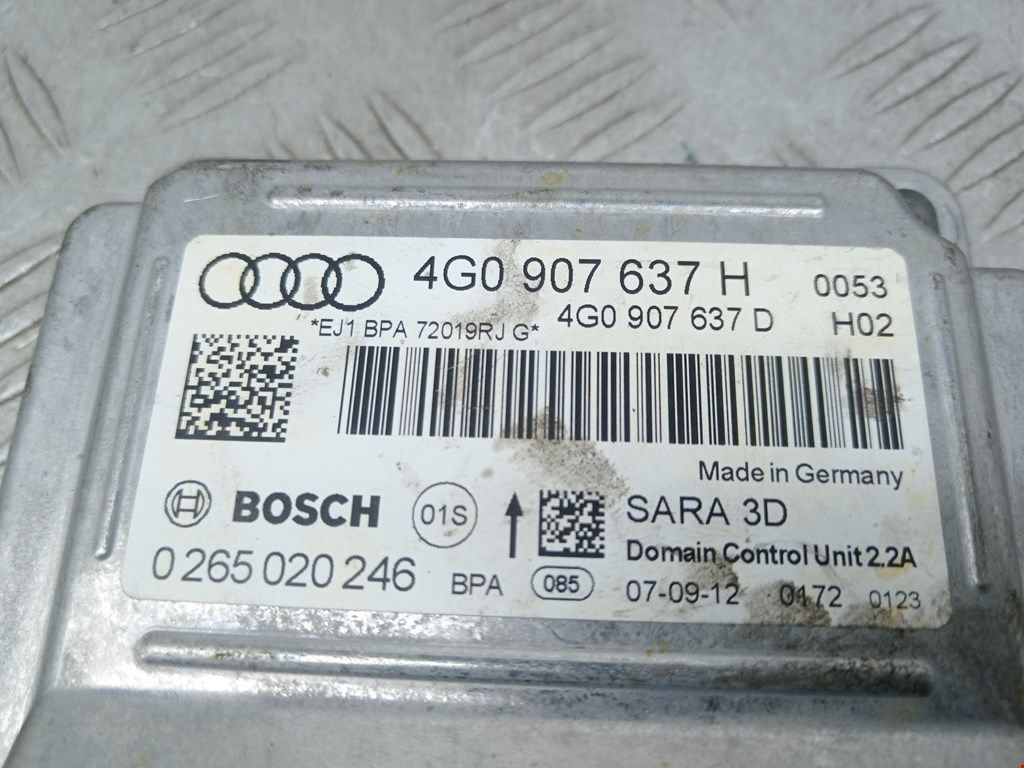 4G0 907 637 H 0053
*EJ1 BPA 72019RJ G* 4G0 907 637 D H02
Made in Germany
BOSCH 01S SARA 3D
Domain Control Unit 2.2A
0 265 020 246 BPA 085 07-09-12 0172 0123